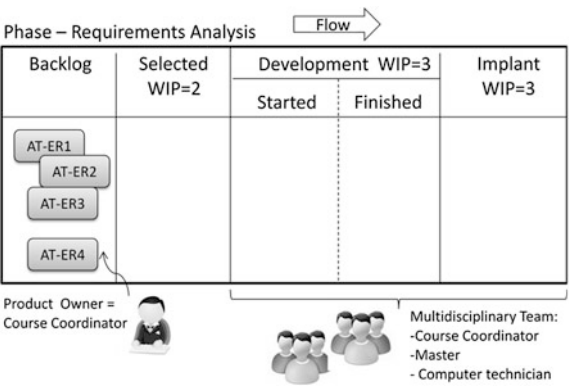 Phase – Requirements Analysis
Flow
Backlog
Selected
WIP=2
Development WIP=3
Started
Finished
Implant
WIP=3
AT-ER1
AT-ER2
AT-ER3
AT-ER4
Product Owner =
Course Coordinator
Multidisciplinary Team:
-Course Coordinator
-Master
- Computer technician